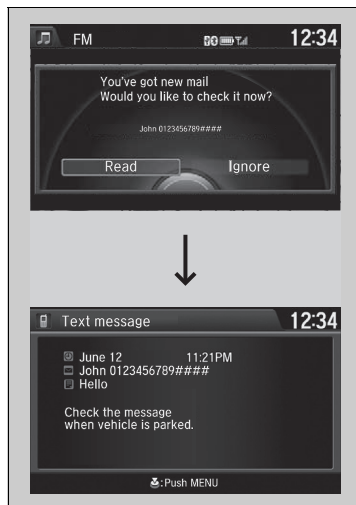 FM 12:34
You've got new mail
Would you like to check it now?
John 0123456789####
Read Ignore
Text message 12:34
June 12 11:21PM
John 0123456789####
Hello
Check the message
when vehicle is parked.
:Push MENU